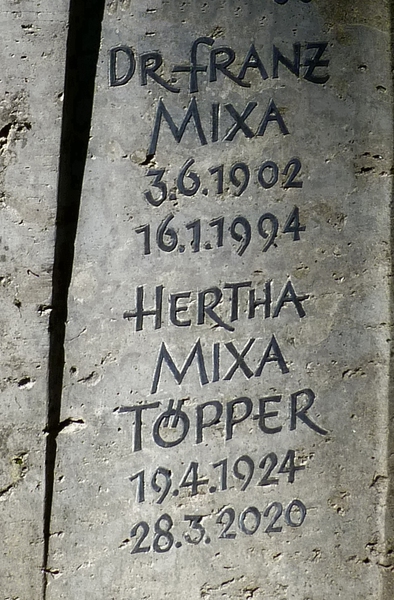 DR. FRANZ
MIXA
3.6.1902
16.1.1994
HERTHA
MIXA
TÖPPER
19.4.1924
28.3.2020